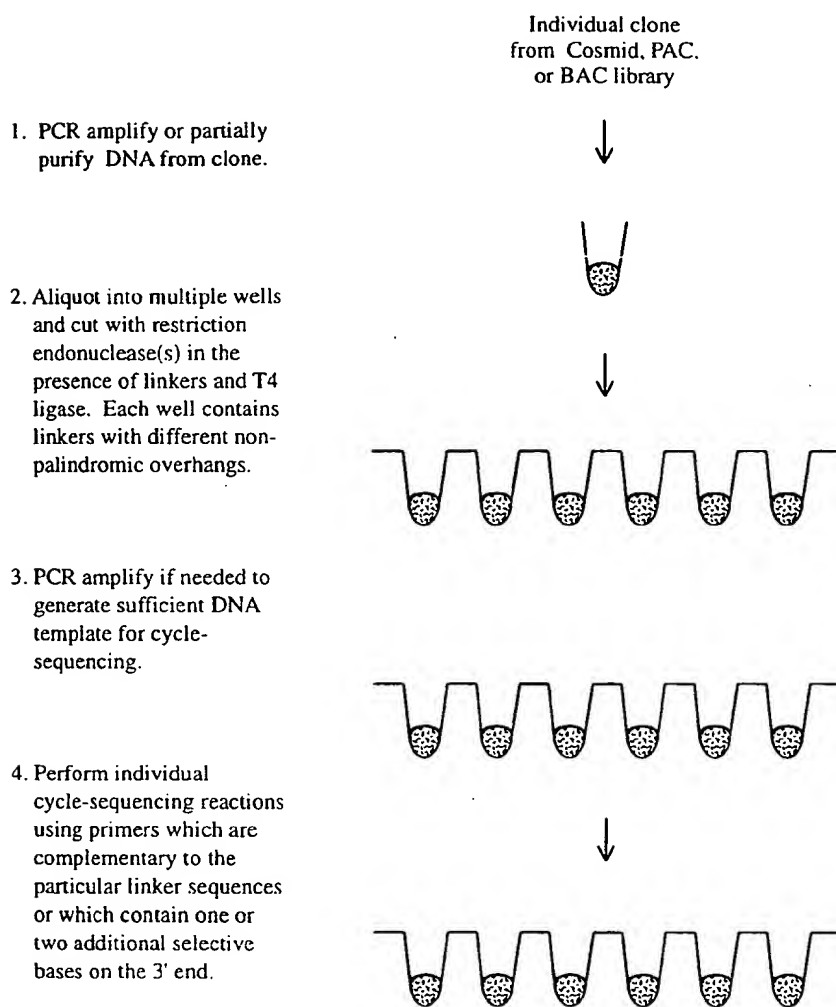 Individual clone
from Cosmid, PAC,
or BAC library
1. PCR amplify or partially
purify DNA from clone.
2. Aliquot into multiple wells
and cut with restriction
endonuclease(s) in the
presence of linkers and T4
ligase. Each well contains
linkers with different non-
palindromic overhangs.
3. PCR amplify if needed to
generate sufficient DNA
template for cycle-
sequencing.
4. Perform individual
cycle-sequencing reactions
using primers which are
complementary to the
particular linker sequences
or which contain one or
two additional selective
bases on the 3' end.